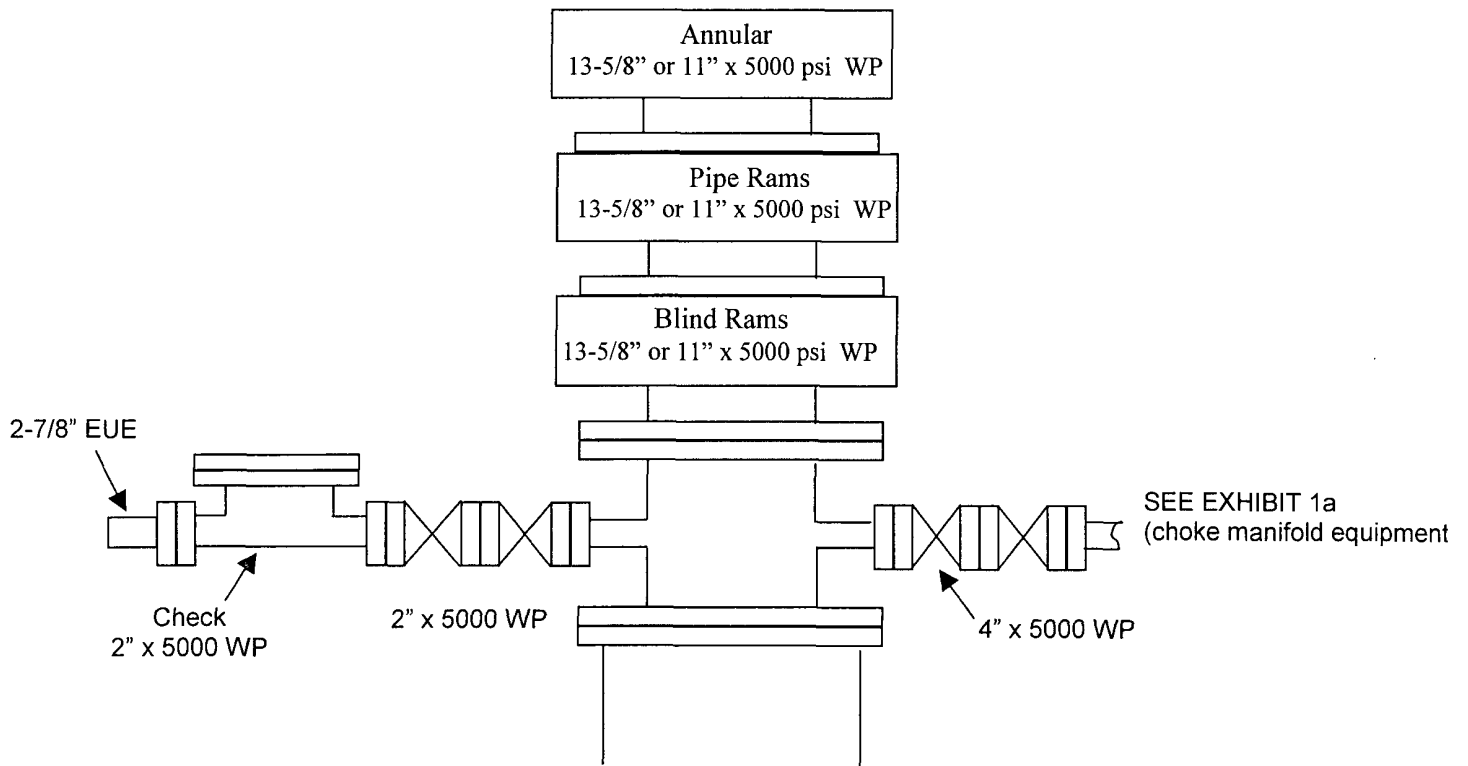 Annular
13-5/8" or 11" x 5000 psi WP
Pipe Rams
13-5/8" or 11" x 5000 psi WP
Blind Rams
13-5/8" or 11" x 5000 psi WP
2-7/8" EUE
SEE EXHIBIT 1a
(choke manifold equipment
Check
2" x 5000 WP
2" x 5000 WP
4" x 5000 WP